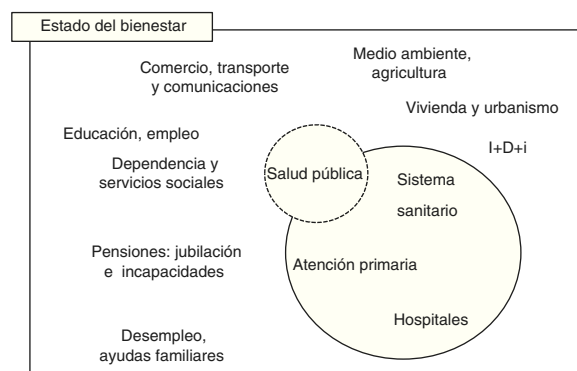 Estado del bienestar
Comercio, transporte
y comunicaciones
Medio ambiente,
agricultura
Vivienda y urbanismo
Educación, empleo
I+D+i
Dependencia y
servicios sociales
Salud pública
Sistema
sanitario
Pensiones: jubilación
e incapacidades
Atención primaria
Hospitales
Desempleo,
ayudas familiares